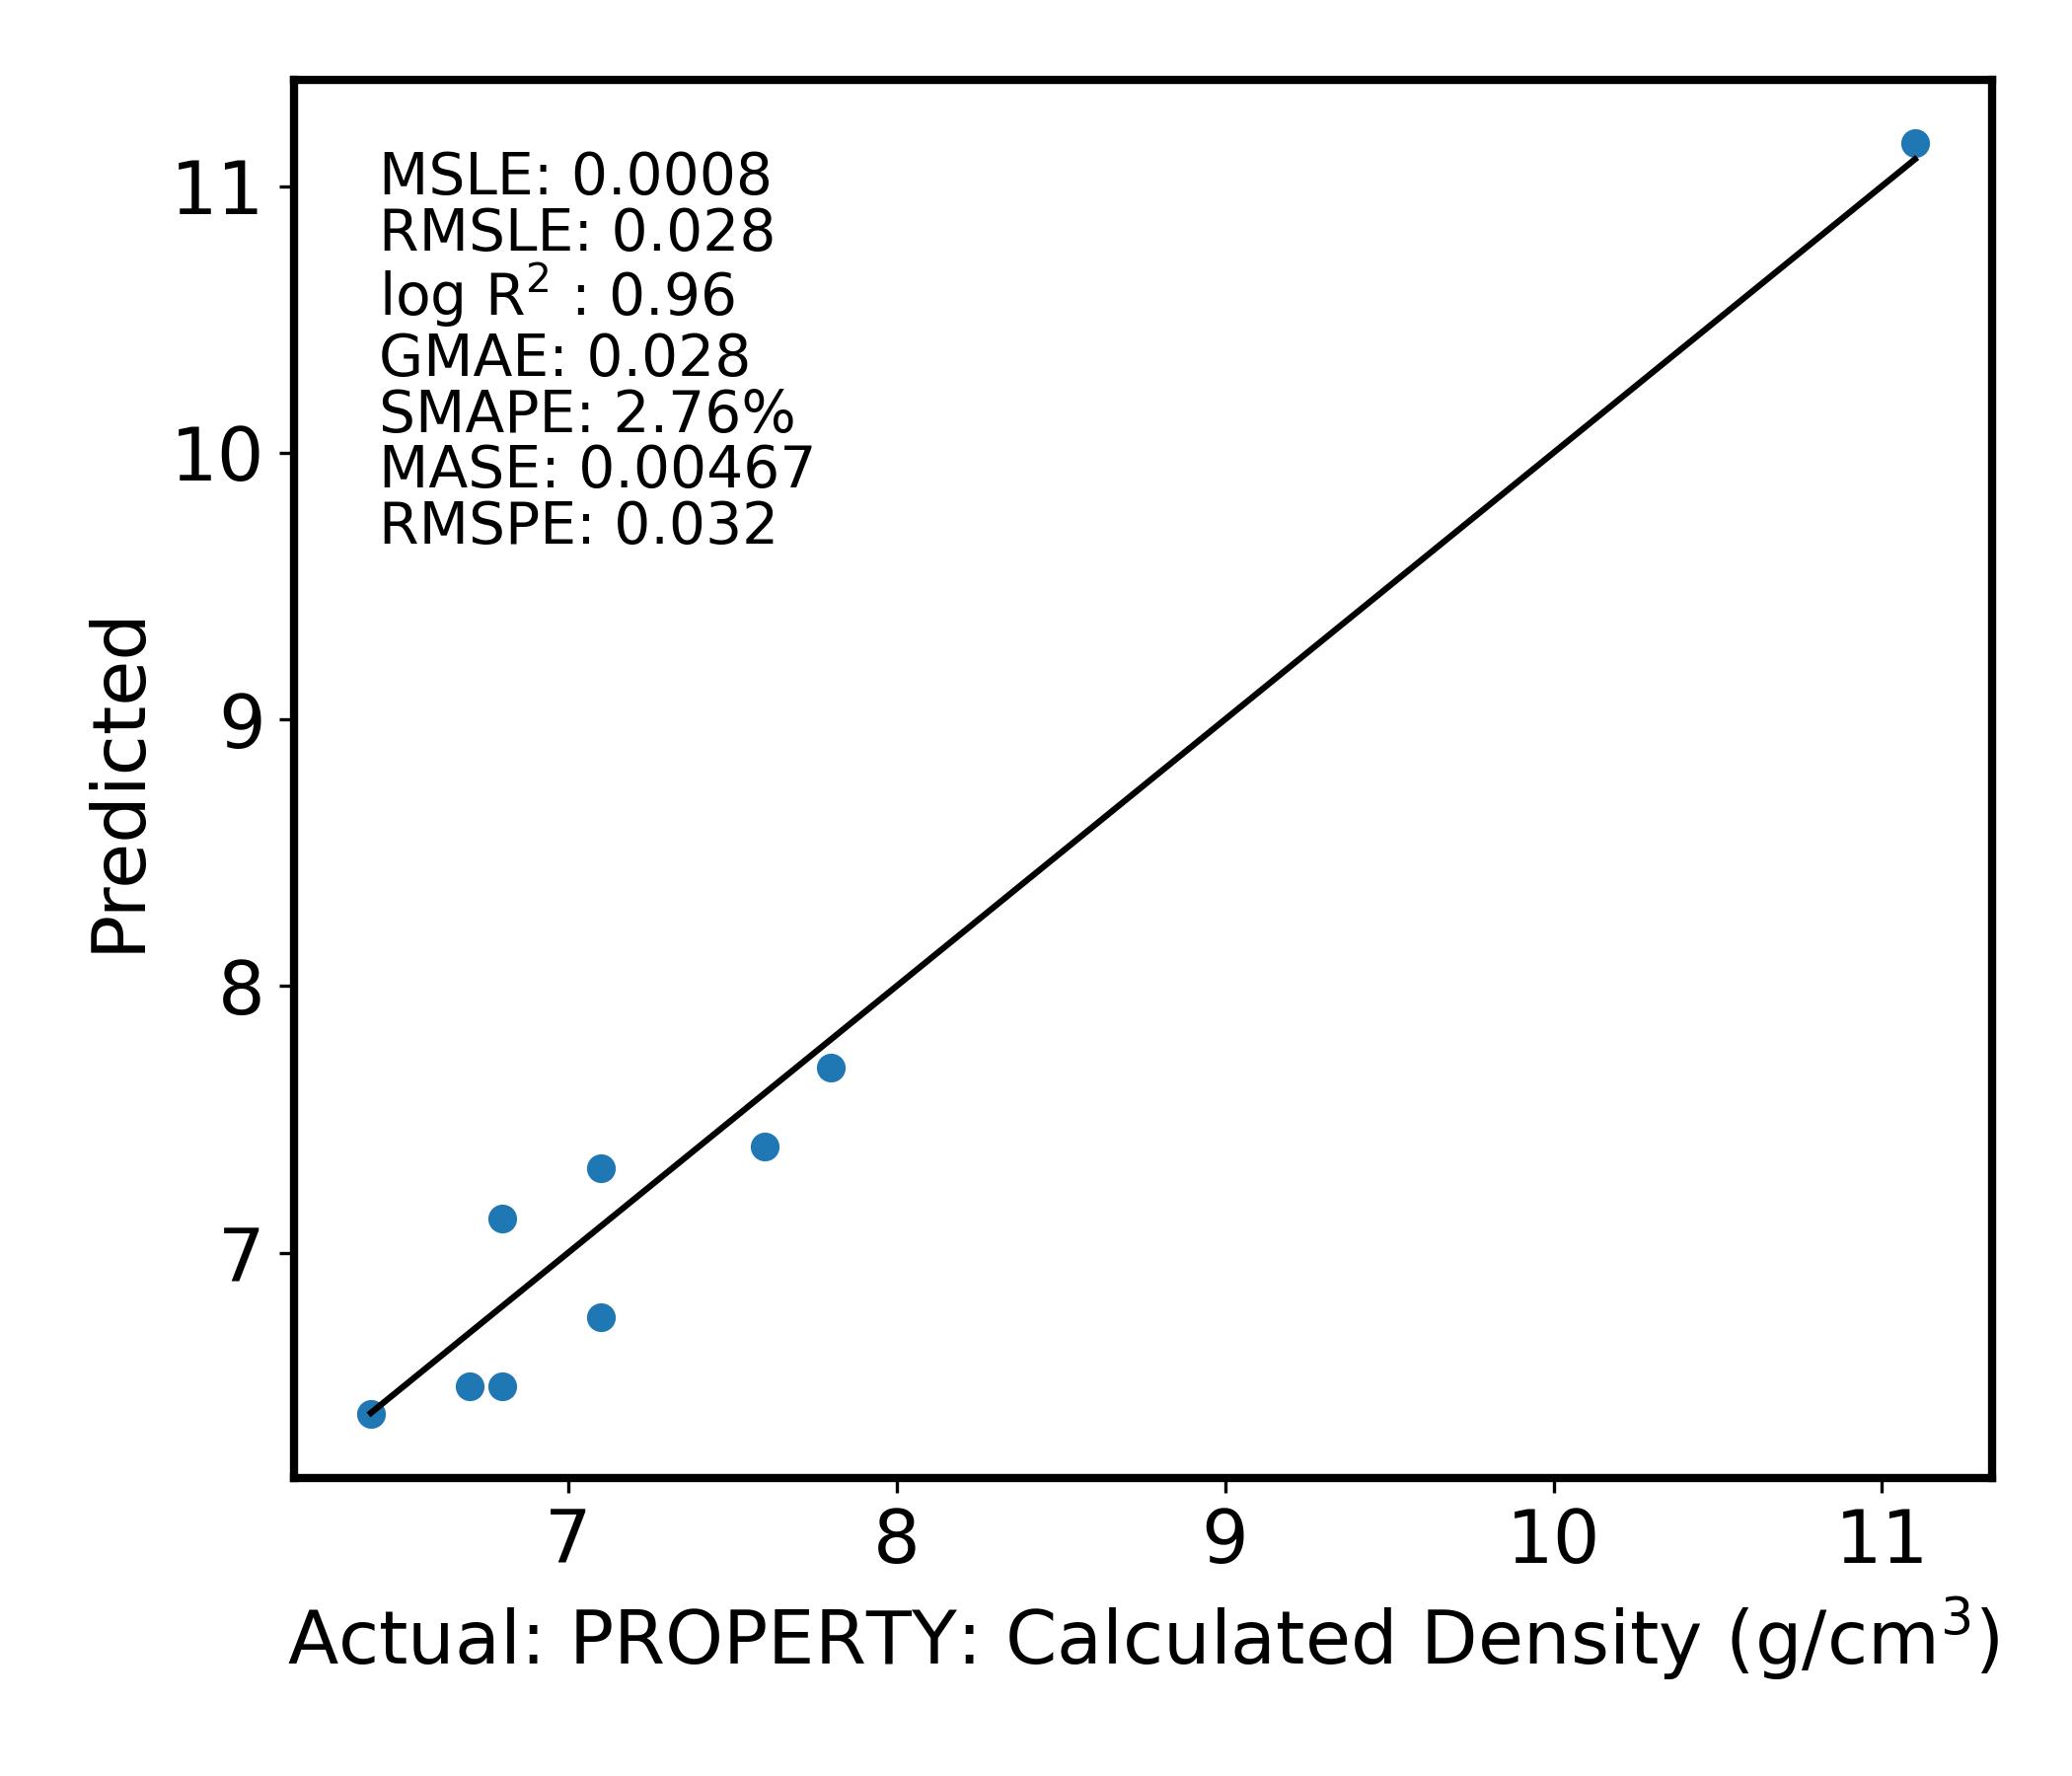 MSLE: 0.0008
RMSLE: 0.028
log R² : 0.96
GMAE: 0.028
SMAPE: 2.76%
MASE: 0.00467
RMSPE: 0.032
11
10
9
8
7
Predicted
7 8 9 10 11
Actual: PROPERTY: Calculated Density (g/cm³)